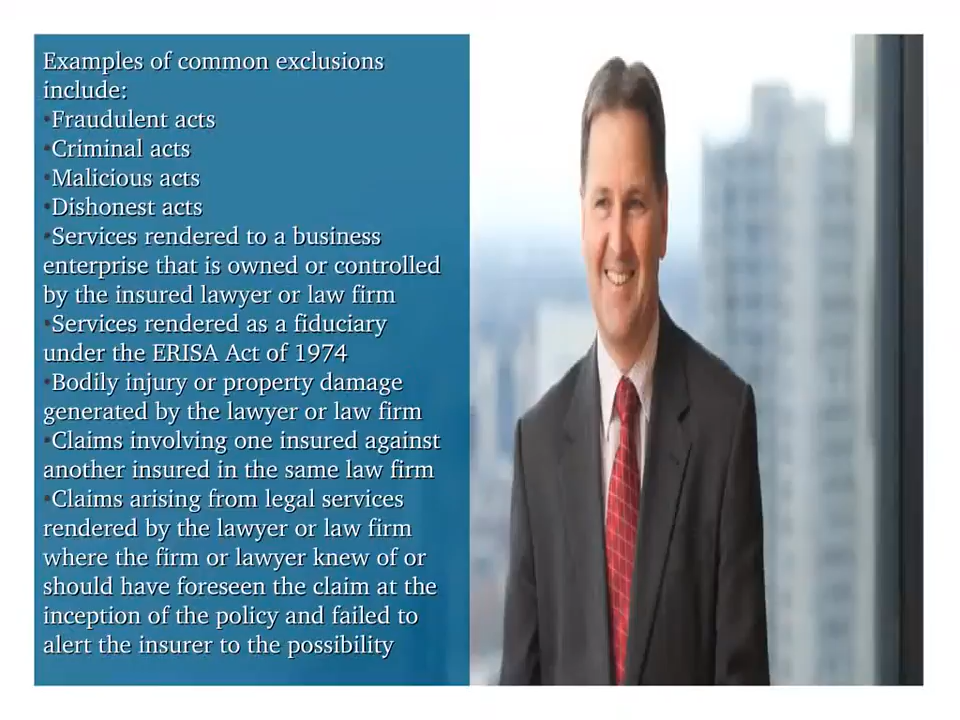 Examples of common exclusions
include:
•Fraudulent acts
•Criminal acts
•Malicious acts
•Dishonest acts
•Services rendered to a business
enterprise that is owned or controlled
by the insured lawyer or law firm
•Services rendered as a fiduciary
under the ERISA Act of 1974
•Bodily injury or property damage
generated by the lawyer or law firm
•Claims involving one insured against
another insured in the same law firm
•Claims arising from legal services
rendered by the lawyer or law firm
where the firm or lawyer knew of or
should have foreseen the claim at the
inception of the policy and failed to
alert the insurer to the possibility